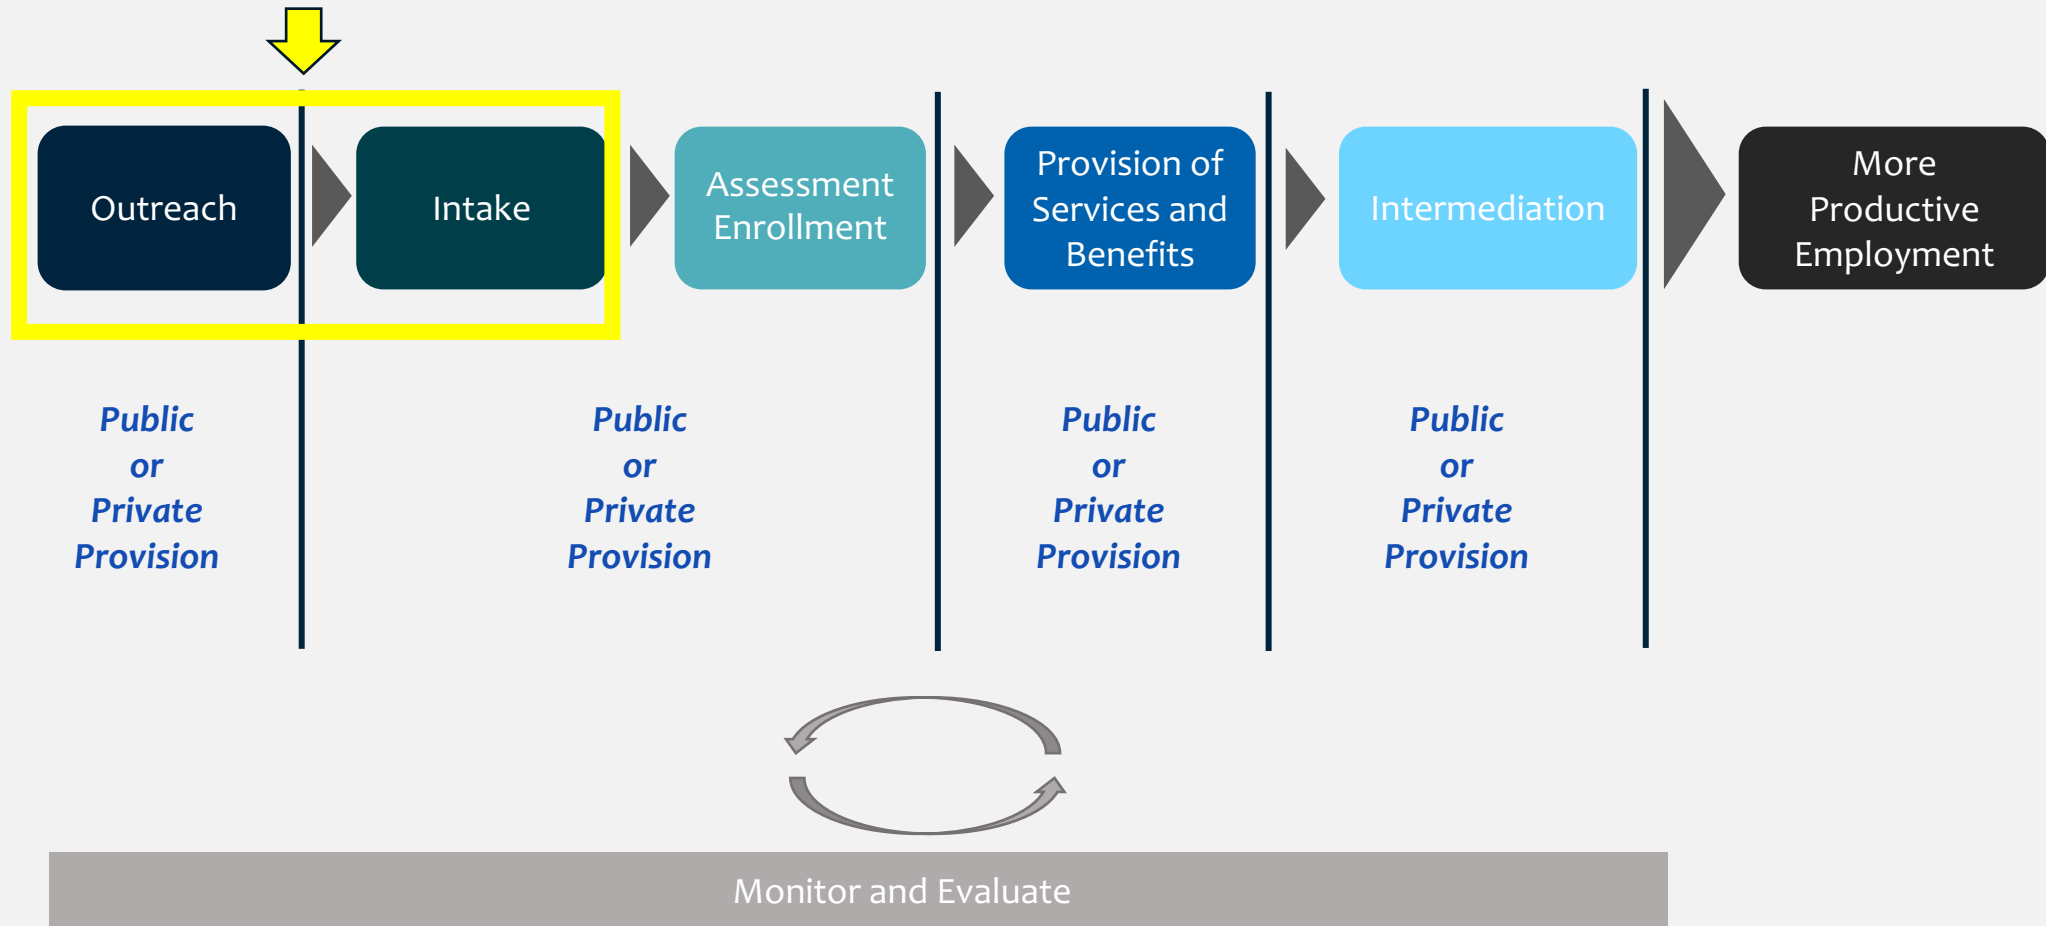 Outreach
Intake
Assessment
Enrollment
Provision of
Services and
Benefits
Intermediation
More
Productive
Employment
Public
or
Private
Provision
Public
or
Private
Provision
Public
or
Private
Provision
Public
or
Private
Provision
Monitor and Evaluate